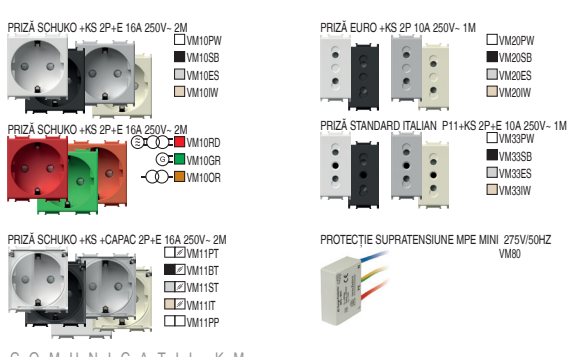 PRIZĂ SCHUKO +KS 2P+E 16A 250V~ 2M
VM10PW
VM10SB
VM10ES
VM10IW
PRIZĂ SCHUKO +KS 2P+E 16A 250V~ 2M
VM10RD
G VM10GR
VM10OR
PRIZĂ SCHUKO +KS +CAPAC 2P+E 16A 250V~ 2M
VM11PT
VM11BT
VM11ST
VM11IT
VM11PP
PRIZĂ EURO +KS 2P 10A 250V~ 1M
VM20PW
VM20SB
VM20ES
VM20IW
PRIZĂ STANDARD ITALIAN P11+KS 2P+E 10A 250V~ 1M
VM33PW
VM33SB
VM33ES
VM33IW
PROTECȚIE SUPRATENSIUNE MPE MINI 275V/50HZ
VM80